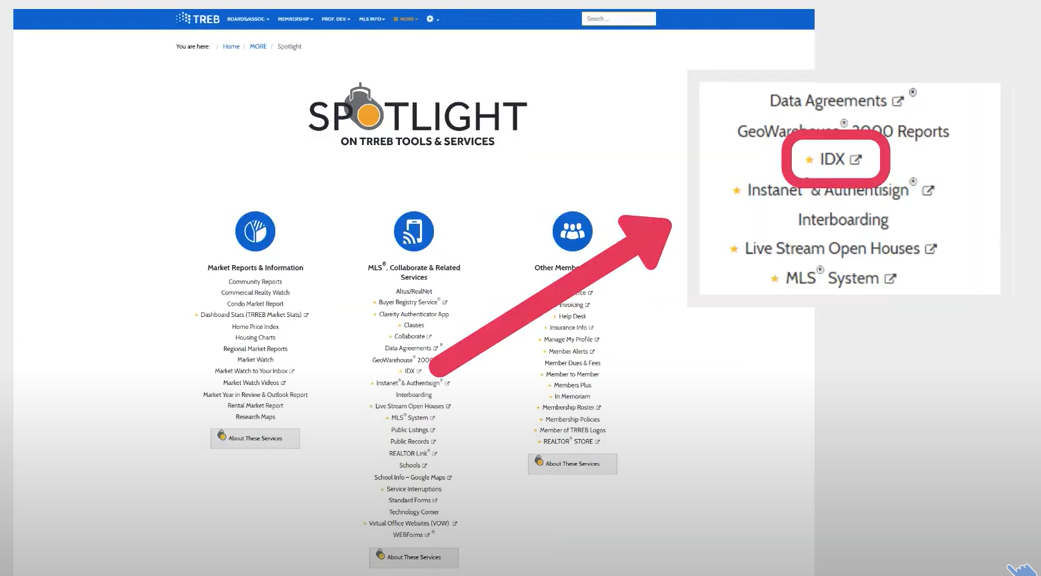 TREB BOARDS/ASSOC. MEMBERSHIP PROF. DEV. MLS INFO MORE Search...
You are here: / Home / MORE / Spotlight
SPOTLIGHT
ON TRREB TOOLS & SERVICES
Market Reports & Information
Community Reports
Commercial Realty Watch
Condo Market Report
Dashboard Stats (TRREB Market Stats)
Home Price Index
Housing Charts
Regional Market Reports
Market Watch
Market Watch to Your Inbox
Market Watch Videos
Market Year in Review & Outlook Report
Rental Market Report
Research Maps
About These Services
MLS®, Collaborate & Related
Services
Altus/RealNet
Buyer Registry Service®
Clareity Authenticator App
Clauses
Collaborate
Data Agreements ®
GeoWarehouse® 2000
IDX
Instanet®& Authentisign®
Interboarding
Live Stream Open Houses
MLS® System
Public Listings
Public Records
REALTOR Link®
Schools
School Info – Google Maps
Service Interruptions
Standard Forms
Technology Corner
Virtual Office Websites (VOW)
WEBForms ®
About These Services
Other Mem
Invoicing
Help Desk
Insurance Info
Manage My Profile
Member Alerts
Member Dues & Fees
Member to Member
Members Plus
In Memoriam
Membership Roster
Membership Policies
Member of TRREB Logos
REALTOR® STORE
About These Services
Data Agreements ®
GeoWarehouse® 2000 Reports
IDX
Instanet® & Authentisign®
Interboarding
Live Stream Open Houses
MLS® System